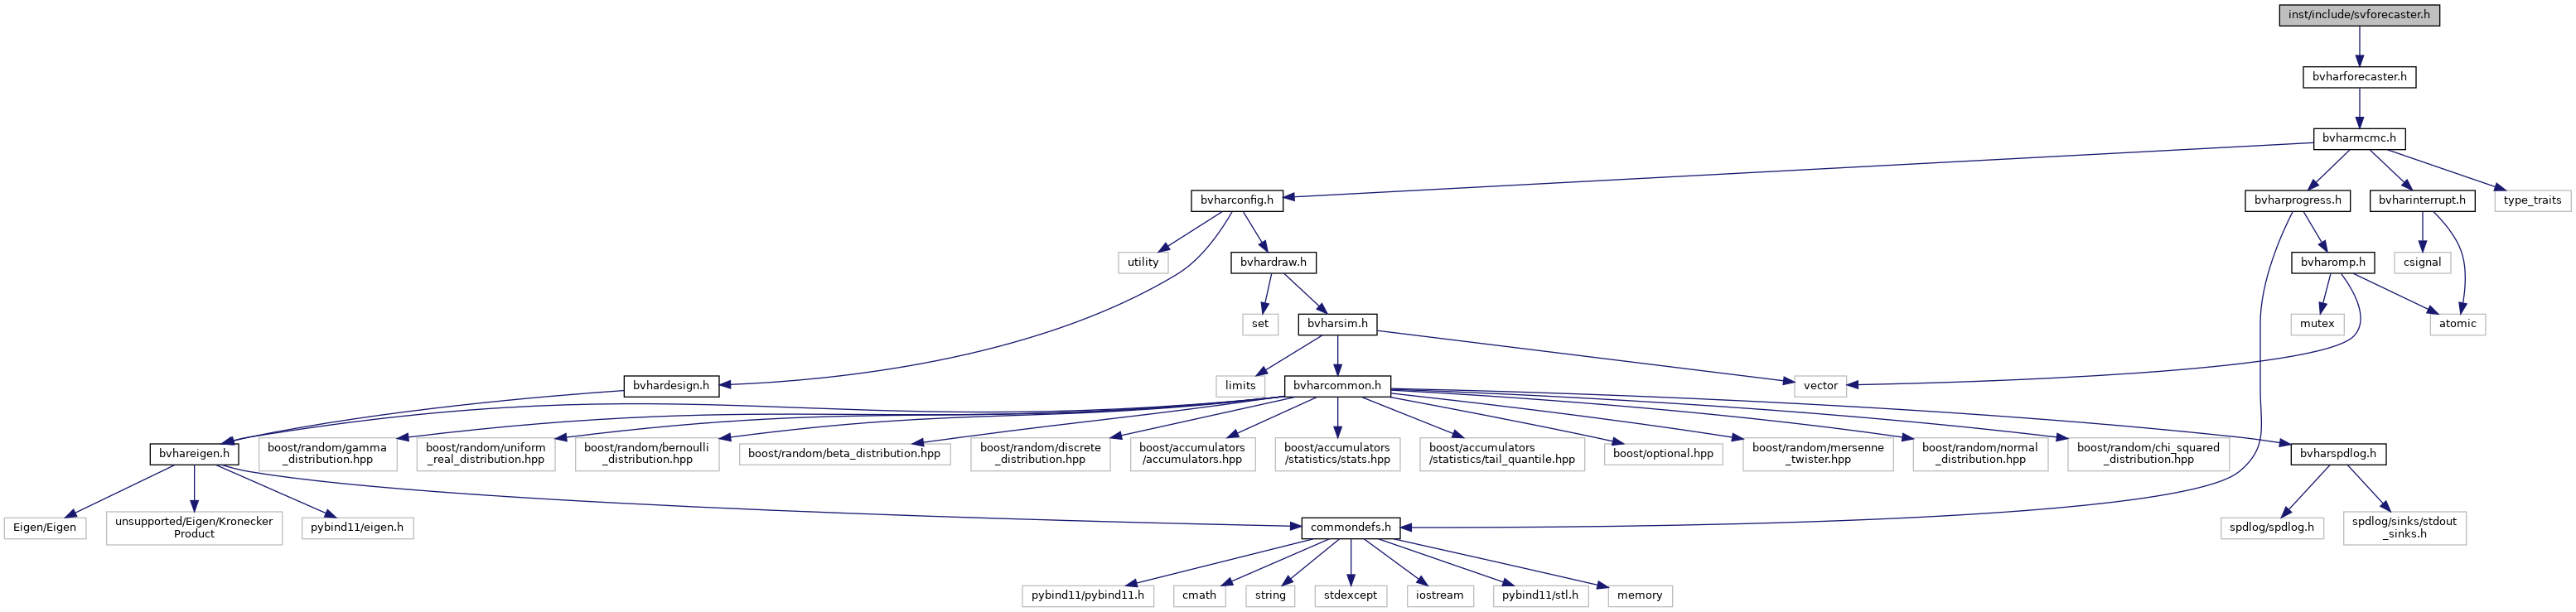 inst/include/svforecaster.h
bvharforecaster.h
bvharmcmc.h
bvharconfig.h
bvharprogress.h
bvharinterrupt.h
type_traits
utility
bvhardraw.h
bvharomp.h
csignal
set
bvharsim.h
mutex
atomic
bvhardesign.h
limits
bvharcommon.h
vector
bvhareigen.h
boost/random/gamma
_distribution.hpp
boost/random/uniform
_real_distribution.hpp
boost/random/bernoulli
_distribution.hpp
boost/random/beta_distribution.hpp
boost/random/discrete
_distribution.hpp
boost/accumulators
/accumulators.hpp
boost/accumulators
/statistics/stats.hpp
boost/accumulators
/statistics/tail_quantile.hpp
boost/optional.hpp
boost/random/mersenne
_twister.hpp
boost/random/normal
_distribution.hpp
boost/random/chi_squared
_distribution.hpp
bvharspdlog.h
Eigen/Eigen
unsupported/Eigen/Kronecker
Product
pybind11/eigen.h
commondefs.h
spdlog/spdlog.h
spdlog/sinks/stdout
_sinks.h
pybind11/pybind11.h
cmath
string
stdexcept
iostream
pybind11/stl.h
memory